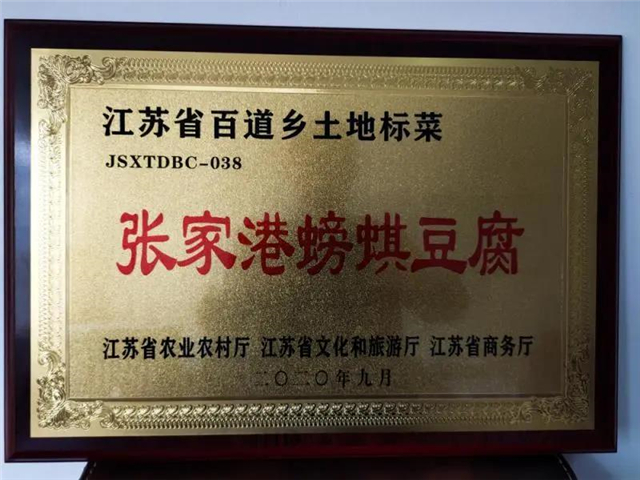 江苏省百道乡土地标菜
JSXTDBC-038
张家港螃蜞豆腐
江苏省农业农村厅 江苏省文化和旅游厅 江苏省商务厅
二〇二〇年九月